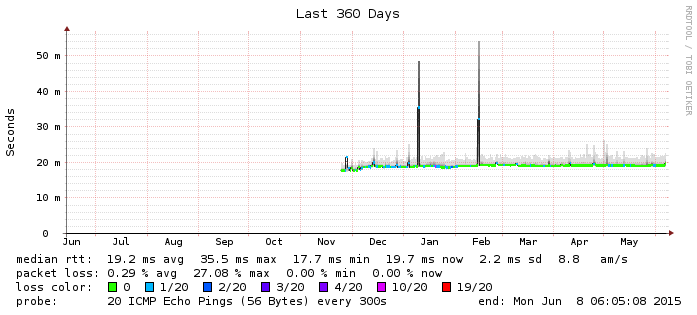 Last 360 Days
RRDTOOL / TOBI OETIKER
Seconds
50 m
40 m
30 m
20 m
10 m
0
Jun Jul Aug Sep Oct Nov Dec Jan Feb Mar Apr May
median rtt: 19.2 ms avg 35.5 ms max 17.7 ms min 19.7 ms now 2.2 ms sd 8.8 am/s
packet loss: 0.29 % avg 27.08 % max 0.00 % min 0.00 % now
loss color: 0 1/20 2/20 3/20 4/20 10/20 19/20
probe: 20 ICMP Echo Pings (56 Bytes) every 300s end: Mon Jun 8 06:05:08 2015